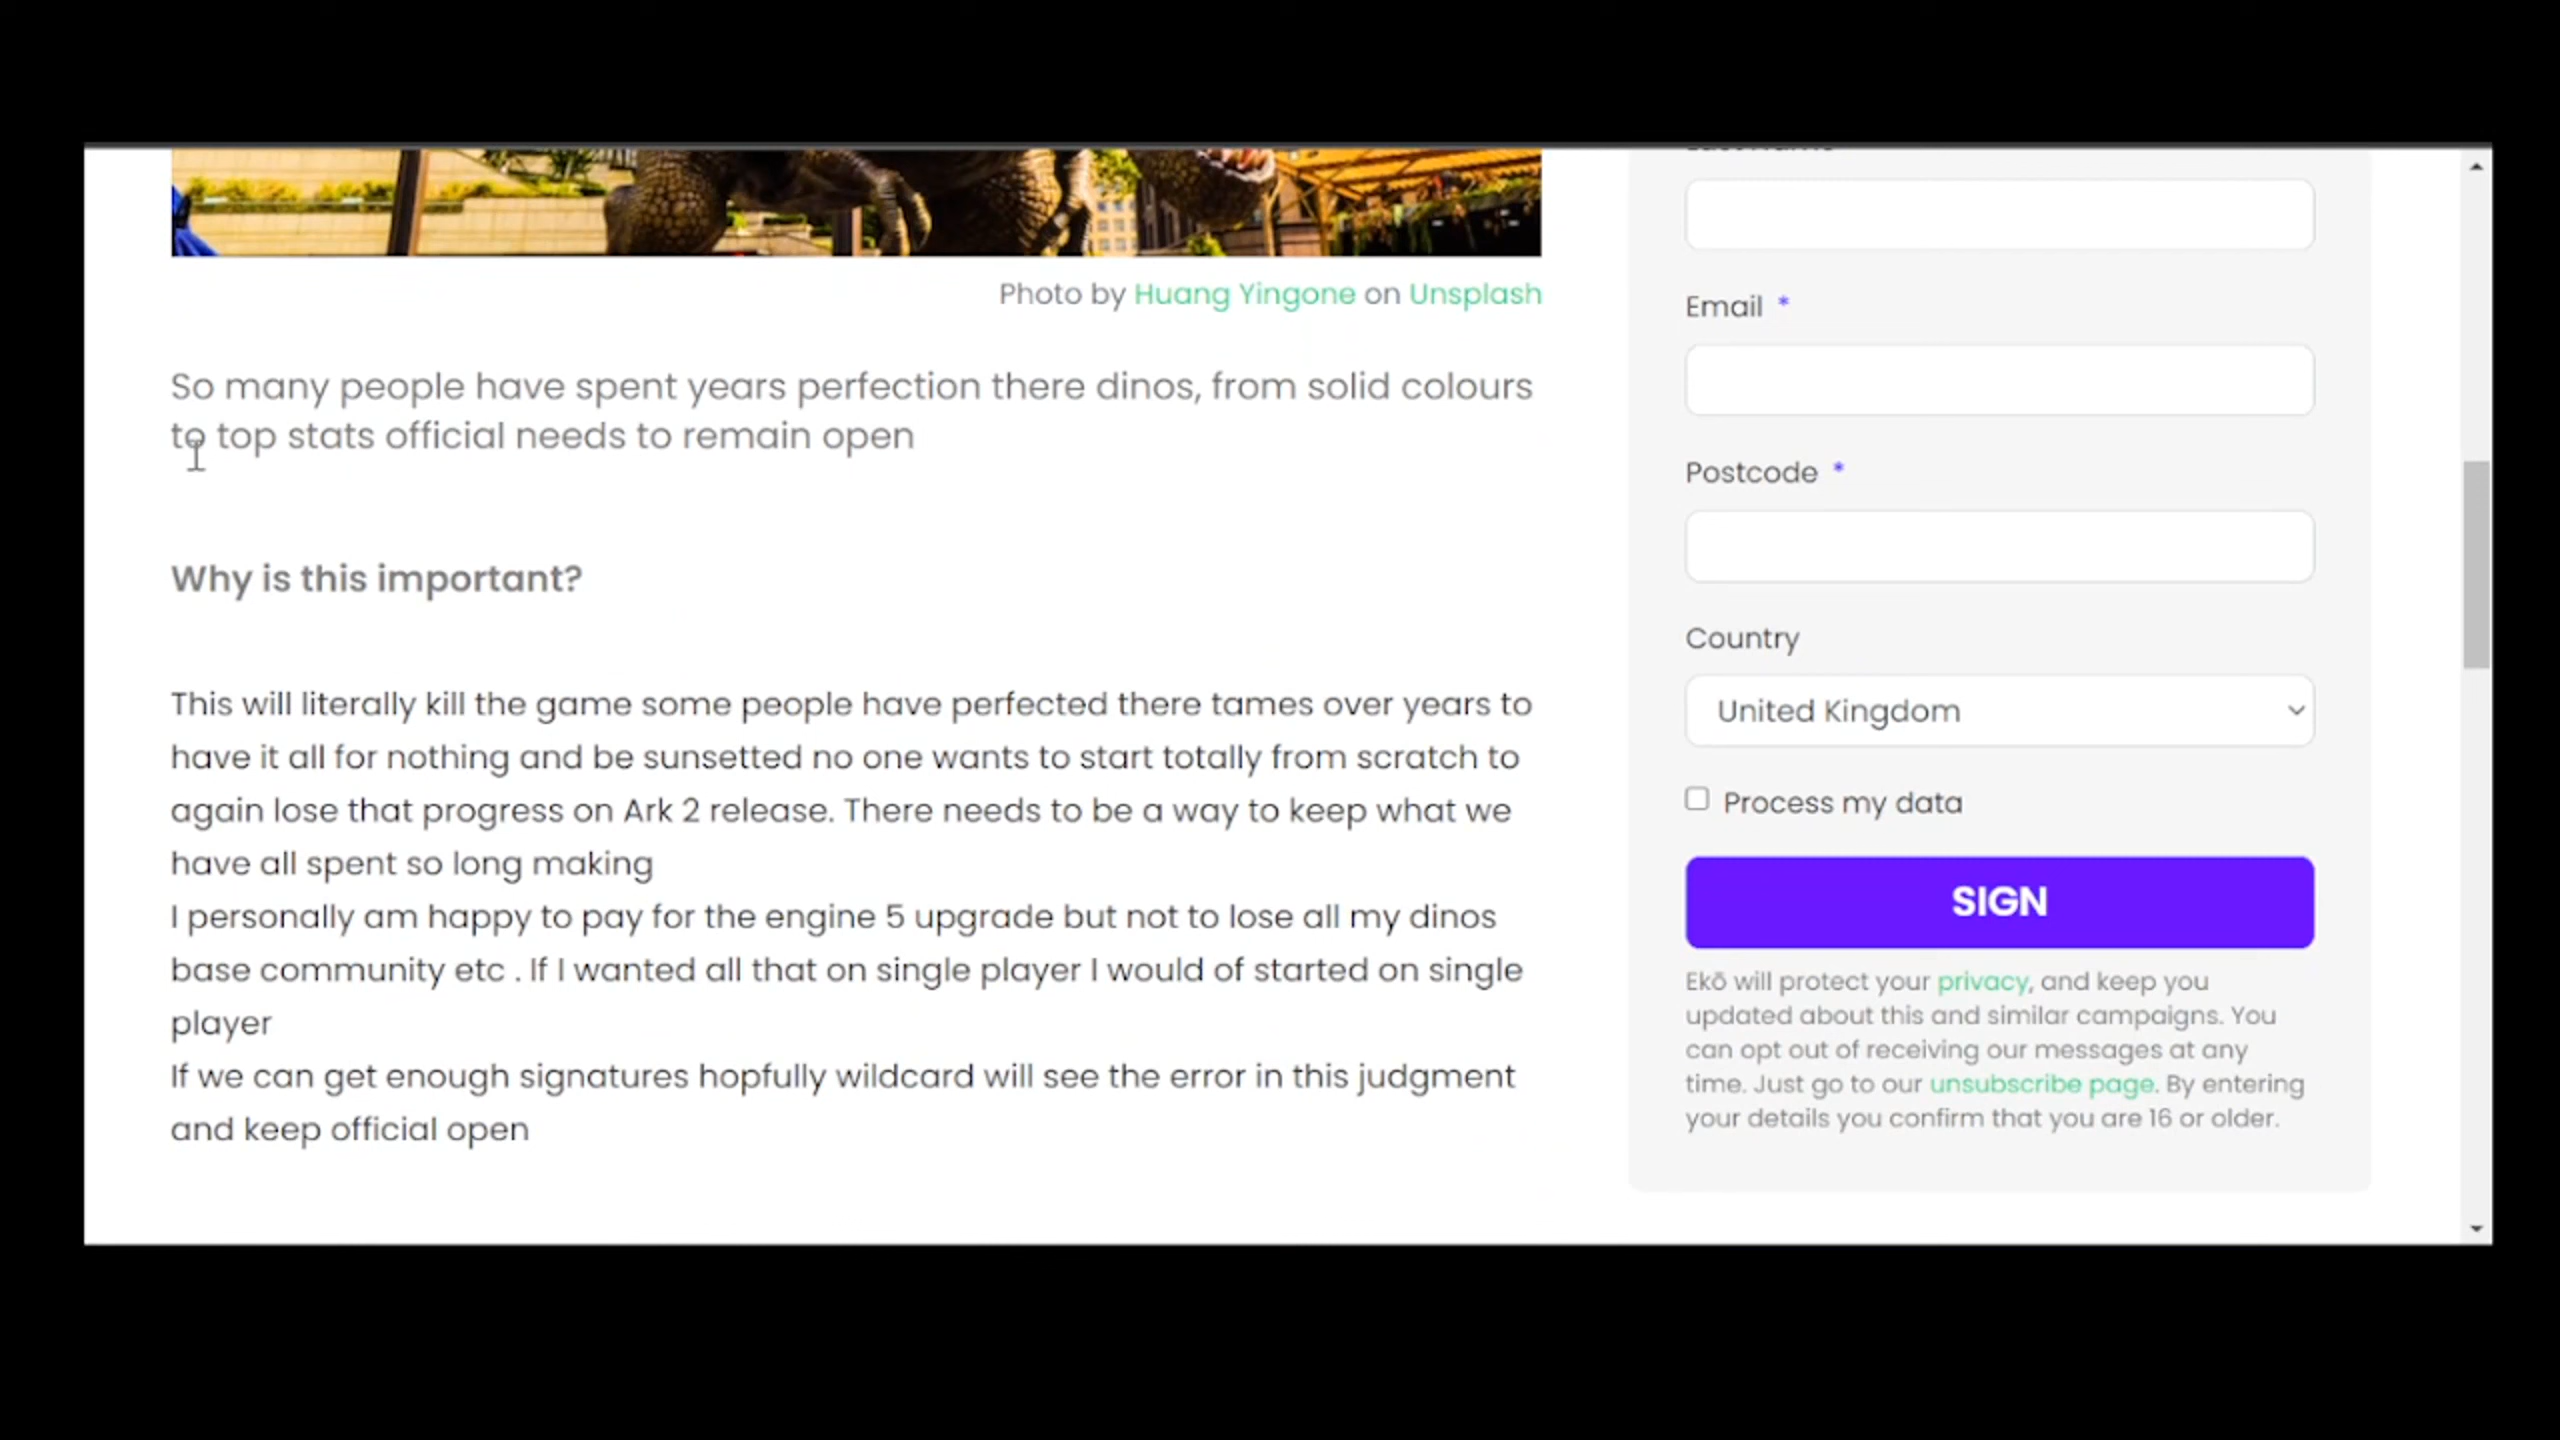 Photo by Huang Yingone on Unsplash
So many people have spent years perfection there dinos, from solid colours
to top stats official needs to remain open
Why is this important?
This will literally kill the game some people have perfected there tames over years to
have it all for nothing and be sunsetted no one wants to start totally from scratch to
again lose that progress on Ark 2 release. There needs to be a way to keep what we
have all spent so long making
I personally am happy to pay for the engine 5 upgrade but not to lose all my dinos
base community etc . If I wanted all that on single player I would of started on single
player
If we can get enough signatures hopfully wildcard will see the error in this judgment
and keep official open
Email *
Postcode *
Country
United Kingdom
Process my data
SIGN
Ekō will protect your privacy, and keep you
updated about this and similar campaigns. You
can opt out of receiving our messages at any
time. Just go to our unsubscribe page. By entering
your details you confirm that you are 16 or older.